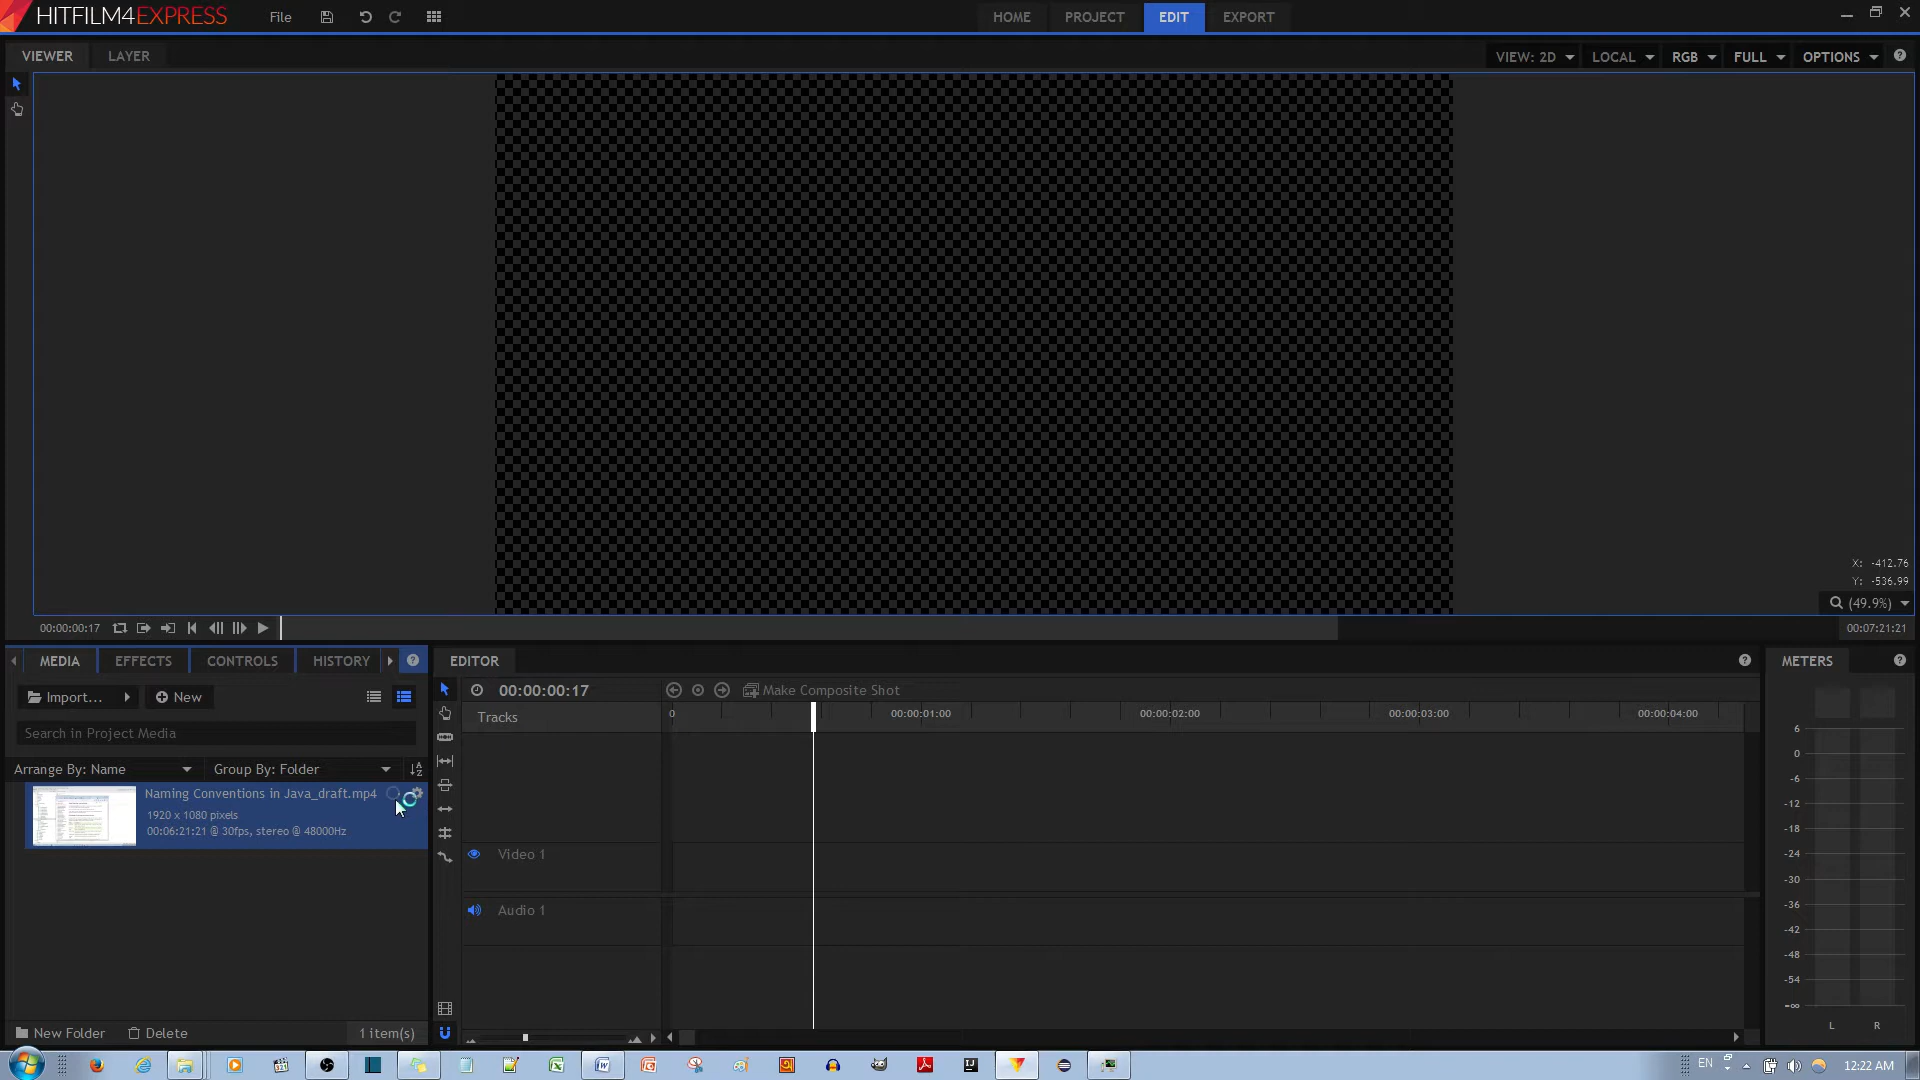 HITFILM4EXPRESS File HOME PROJECT EDIT EXPORT
VIEWER LAYER VIEW: 2D LOCAL RGB FULL OPTIONS
X: -412.76
Y: -536.99
(49.9%)
00:00:00:17 00:07:21:21
MEDIA EFFECTS CONTROLS HISTORY EDITOR METERS
Import... New 00:00:00:17 Make Composite Shot
Tracks 0 00:00:01:00 00:00:02:00 00:00:03:00 00:00:04:00
Search in Project Media
Arrange By: Name Group By: Folder
Naming Conventions in Java_draft.mp4
1920 x 1080 pixels
00:06:21:21 @ 30fps, stereo @ 48000Hz
Video 1
Audio 1
6
0
-6
-12
-18
-24
-30
-36
-42
-48
-54
-∞
L R
New Folder Delete 1 item(s)
EN 12:22 AM